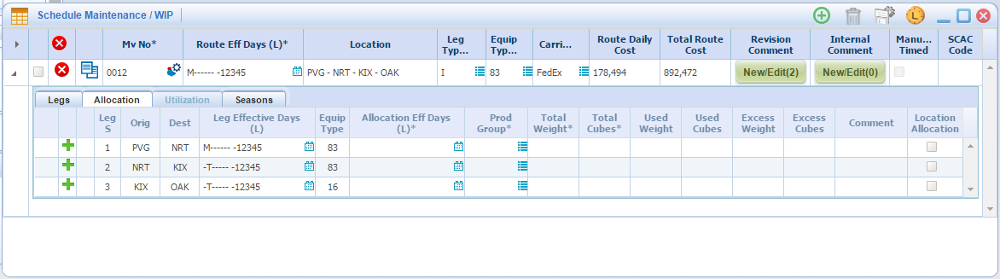 Schedule Maintenance / WIP
Mv No* Route Eff Days (L)* Location Leg Typ... Equip Typ... Carri... Route Daily Cost Total Route Cost Revision Comment Internal Comment Manu... Timed SCAC Code
0012 M------ -12345 PVG - NRT - KIX - OAK I 83 FedEx 178,494 892,472 New/Edit(2) New/Edit(0)
Legs Allocation Utilization Seasons
Leg S Orig Dest Leg Effective Days (L) Equip Type Allocation Eff Days (L)* Prod Group* Total Weight* Total Cubes* Used Weight Used Cubes Excess Weight Excess Cubes Comment Location Allocation
1 PVG NRT M------ -12345 83
2 NRT KIX -T----- -12345 83
3 KIX OAK -T----- -12345 16